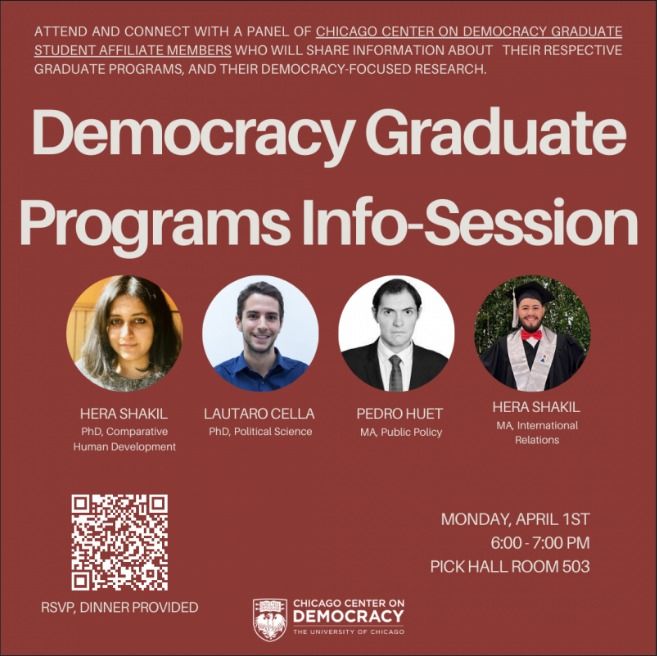 ATTEND AND CONNECT WITH A PANEL OF CHICAGO CENTER ON DEMOCRACY GRADUATE
STUDENT AFFILIATE MEMBERS WHO WILL SHARE INFORMATION ABOUT THEIR RESPECTIVE
GRADUATE PROGRAMS, AND THEIR DEMOCRACY-FOCUSED RESEARCH.
Democracy Graduate
Programs Info-Session
HERA SHAKIL
PhD, Comparative
Human Development
LAUTARO CELLA
PhD, Political Science
PEDRO HUET
MA, Public Policy
HERA SHAKIL
MA, International
Relations
RSVP, DINNER PROVIDED
MONDAY, APRIL 1ST
6:00 - 7:00 PM
PICK HALL ROOM 503
CHICAGO CENTER ON
DEMOCRACY
THE UNIVERSITY OF CHICAGO